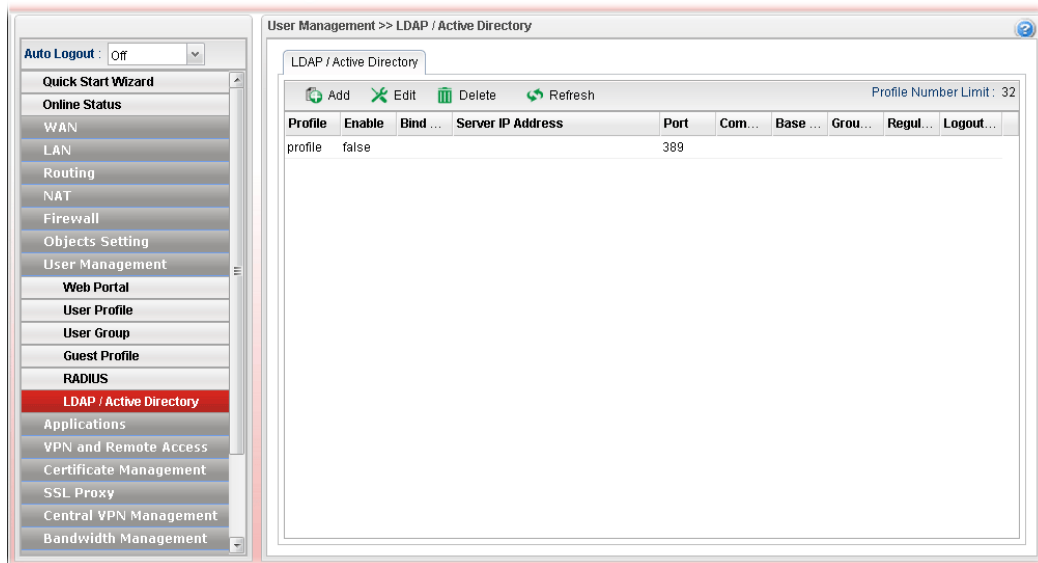 User Management >> LDAP / Active Directory
Auto Logout : Off
Quick Start Wizard
Online Status
WAN
LAN
Routing
NAT
Firewall
Objects Setting
User Management
Web Portal
User Profile
User Group
Guest Profile
RADIUS
LDAP / Active Directory
Applications
VPN and Remote Access
Certificate Management
SSL Proxy
Central VPN Management
Bandwidth Management
LDAP / Active Directory
Add Edit Delete Refresh Profile Number Limit : 32
Profile Enable Bind ... Server IP Address Port Com... Base ... Grou... Regul... Logout...
profile false 389